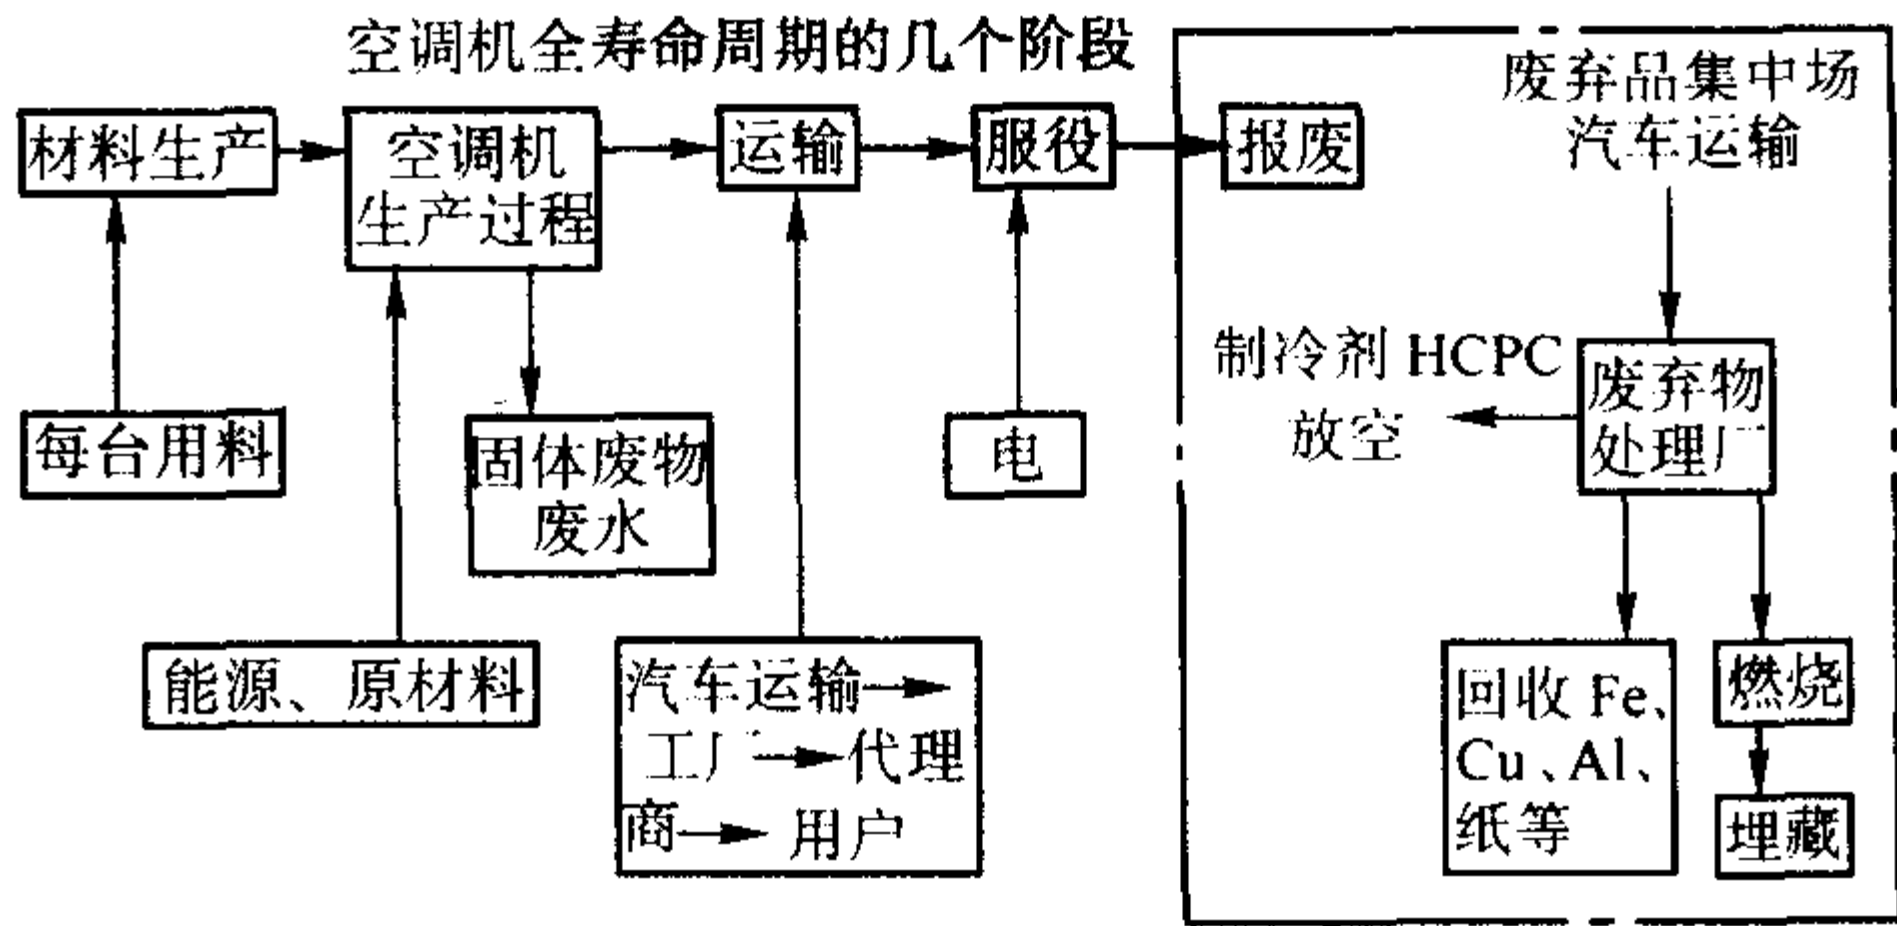 空调机全寿命周期的几个阶段
材料生产
空调机
生产过程
运输
服役
报废
废弃品集中场
汽车运输
制冷剂 HCPC
放空
废弃物
处理厂
每台用料
固体废物
废水
电
能源、原材料
汽车运输→
工厂→代理
商→用户
回收 Fe、
Cu、Al、
纸等
燃烧
埋藏